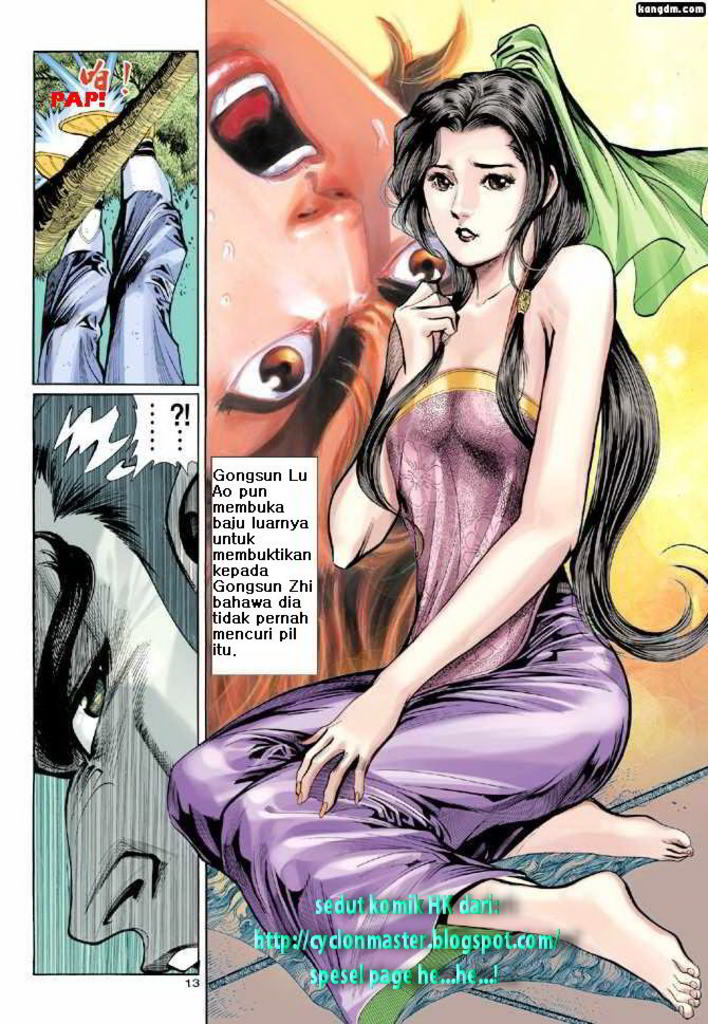 kangdm.com
啪!
PAP!
?!
Gongsun Lu
Ao pun
membuka
baju luarnya
untuk
membuktikan
kepada
Gongsun Zhi
bahawa dia
tidak pernah
mencuri pil
itu.
sedut komik HK dari:
http://cyclonmaster.blogspot.com/
spesel page he...he...!
13